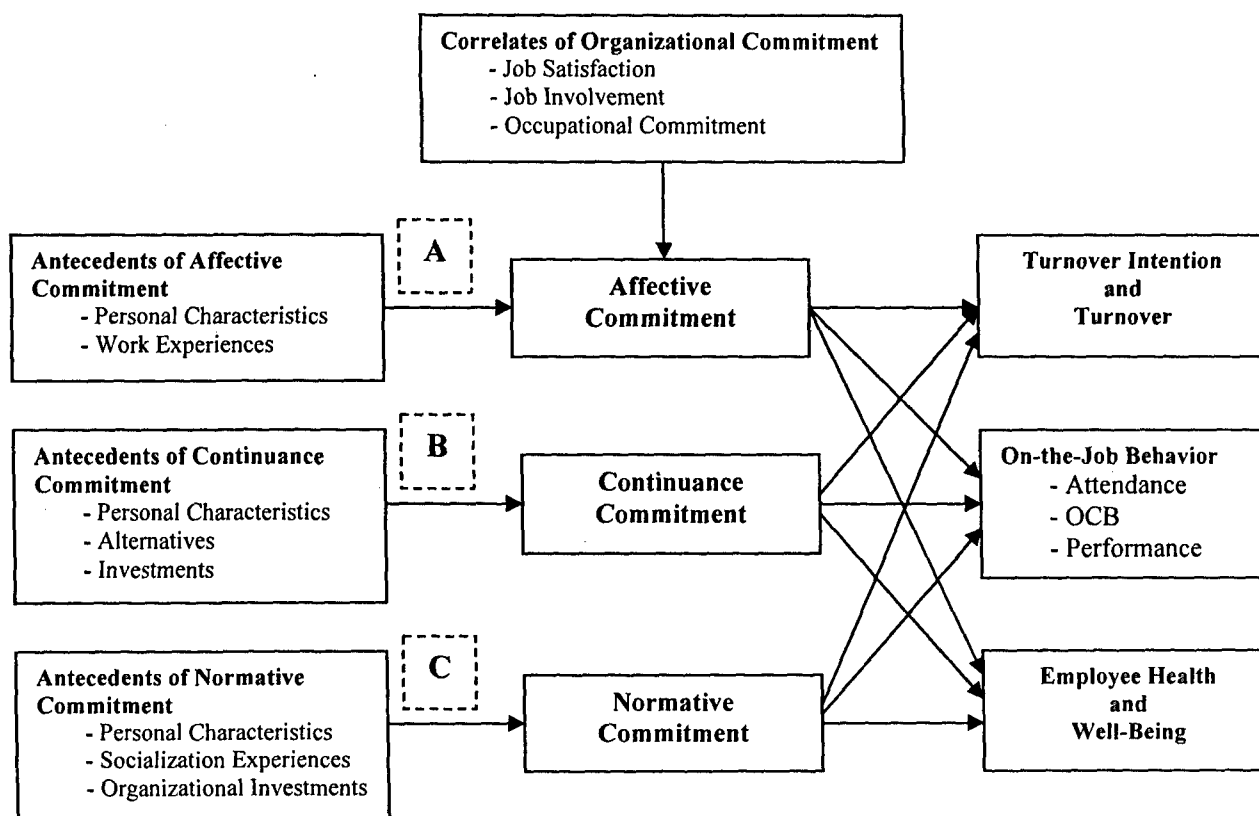 Correlates of Organizational Commitment
- Job Satisfaction
- Job Involvement
- Occupational Commitment
A
Antecedents of Affective
Commitment
- Personal Characteristics
- Work Experiences
Affective
Commitment
Turnover Intention
and
Turnover
B
Antecedents of Continuance
Commitment
- Personal Characteristics
- Alternatives
- Investments
Continuance
Commitment
On-the-Job Behavior
- Attendance
- OCB
- Performance
C
Antecedents of Normative
Commitment
- Personal Characteristics
- Socialization Experiences
- Organizational Investments
Normative
Commitment
Employee Health
and
Well-Being